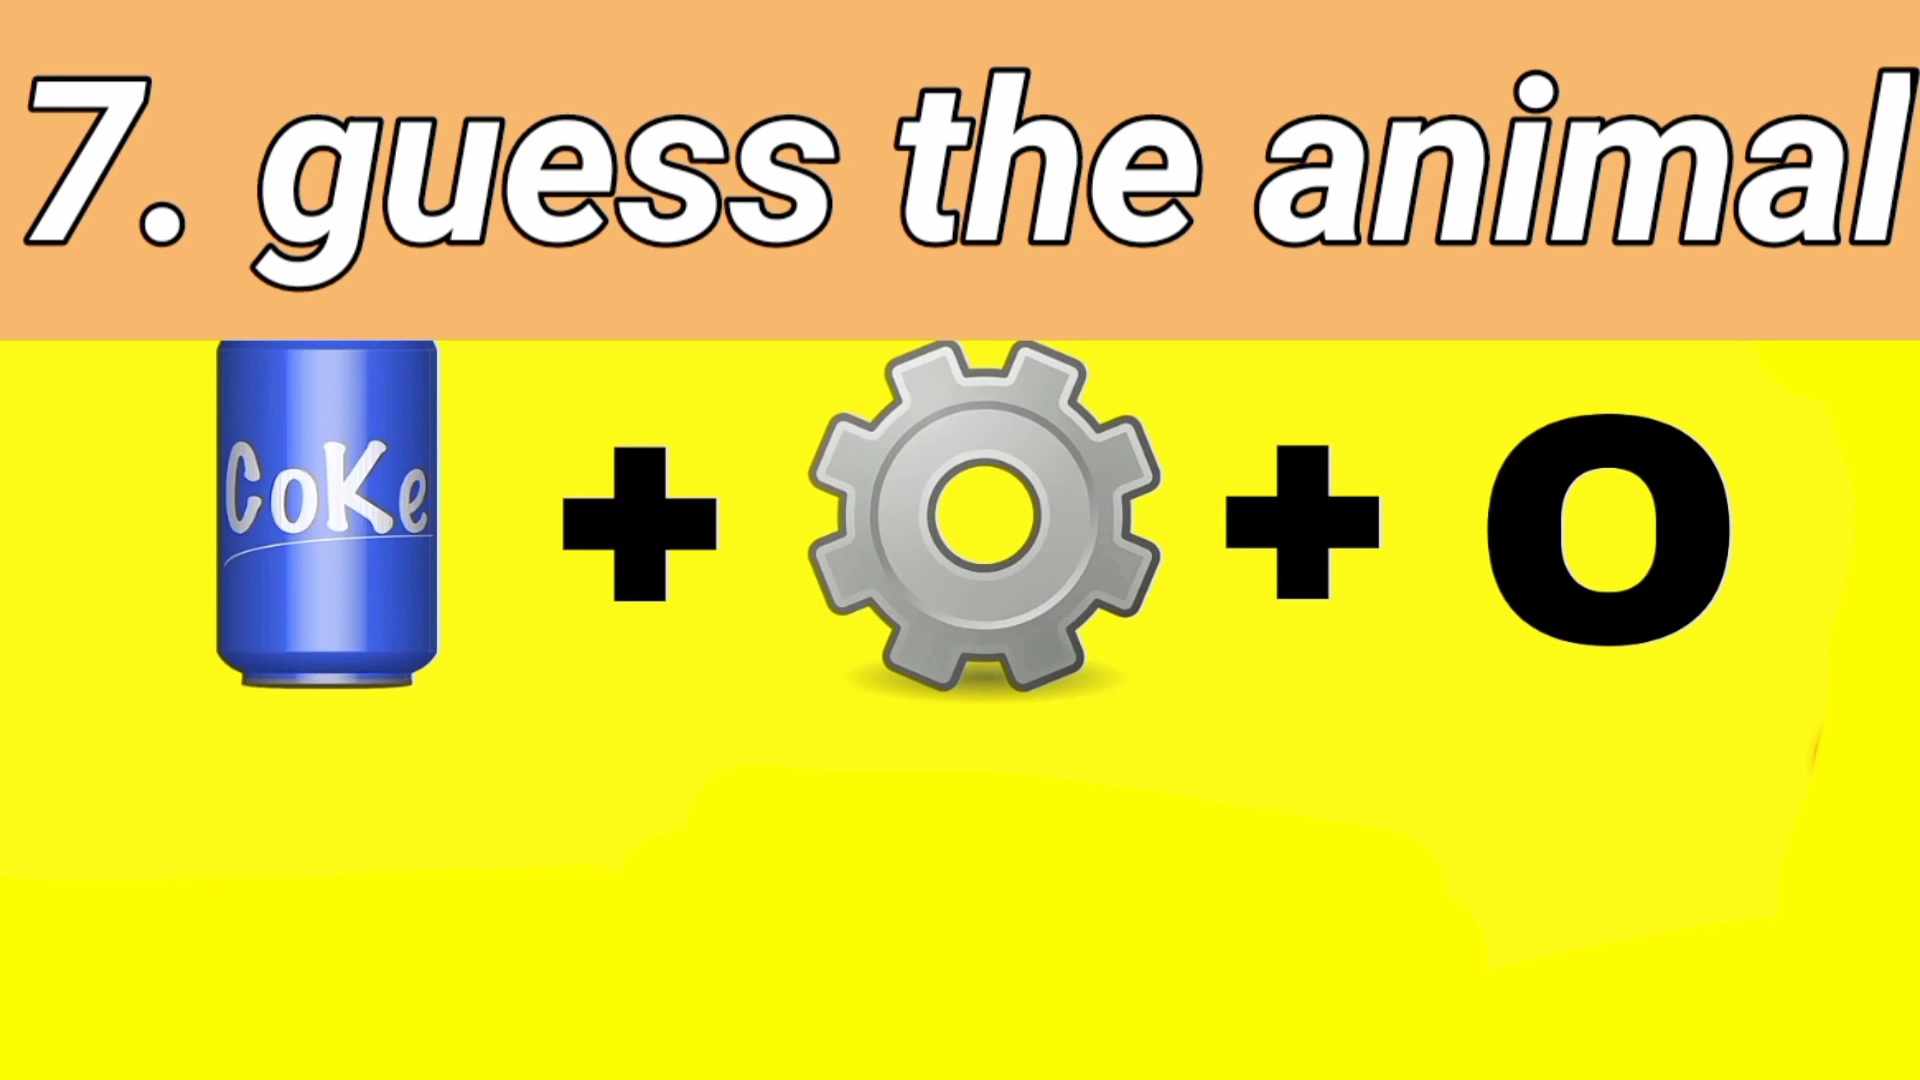 7. guess the animal
CoKe + + O